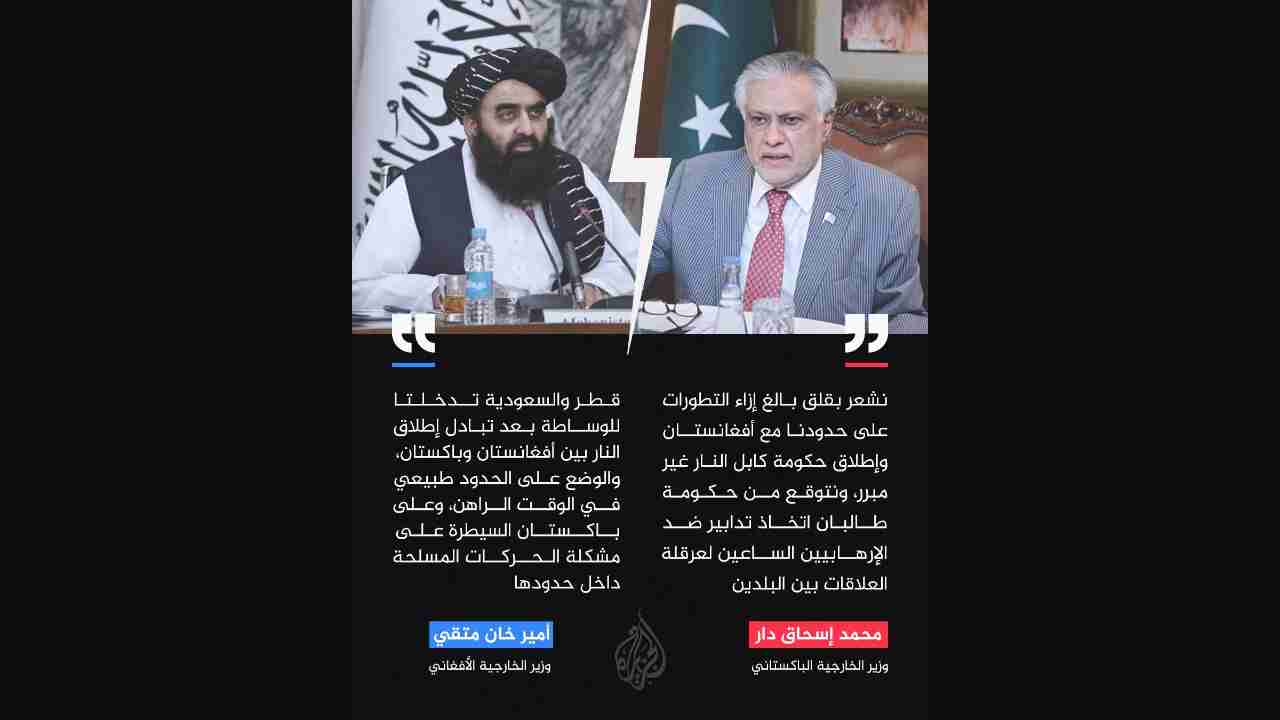 نشعر بقلق بالغ إزاء التطورات
على حدودنا مع أفغانستان
وإطلاق حكومة كابل النار غير
مبرر، ونتوقع من حكومة
طالبان اتخاذ تدابير ضد
الإرهابيين الساعين لعرقلة
العلاقات بين البلدين
محمد إسحاق دار
وزير الخارجية الباكستاني
قطر والسعودية تدخلتا
للوساطة بعد تبادل إطلاق
النار بين أفغانستان وباكستان،
والوضع على الحدود طبيعي
في الوقت الراهن، وعلى
باكستان السيطرة على
مشكلة الحركات المسلحة
داخل حدودها
أمير خان متقي
وزير الخارجية الأفغاني
الجزيرة